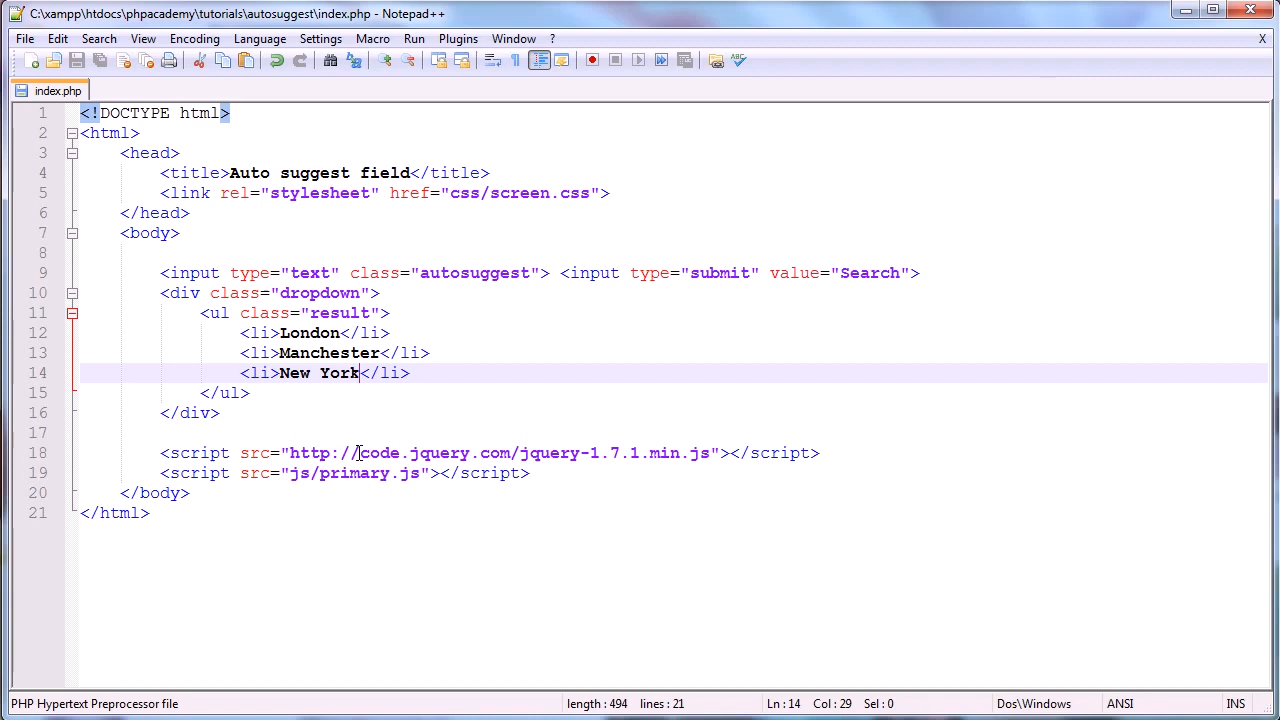 C:\xampp\htdocs\phpacademy\tutorials\autosuggest\index.php - Notepad++
File Edit Search View Encoding Language Settings Macro Run Plugins Window ? X
index.php
1 <!DOCTYPE html>
2 <html>
3 <head>
4 <title>Auto suggest field</title>
5 <link rel="stylesheet" href="css/screen.css">
6 </head>
7 <body>
8
9 <input type="text" class="autosuggest"> <input type="submit" value="Search">
10 <div class="dropdown">
11 <ul class="result">
12 <li>London</li>
13 <li>Manchester</li>
14 <li>New York</li>
15 </ul>
16 </div>
17
18 <script src="http://code.jquery.com/jquery-1.7.1.min.js"></script>
19 <script src="js/primary.js"></script>
20 </body>
21 </html>
PHP Hypertext Preprocessor file length : 494 lines : 21 Ln : 14 Col : 29 Sel : 0 Dos\Windows ANSI INS